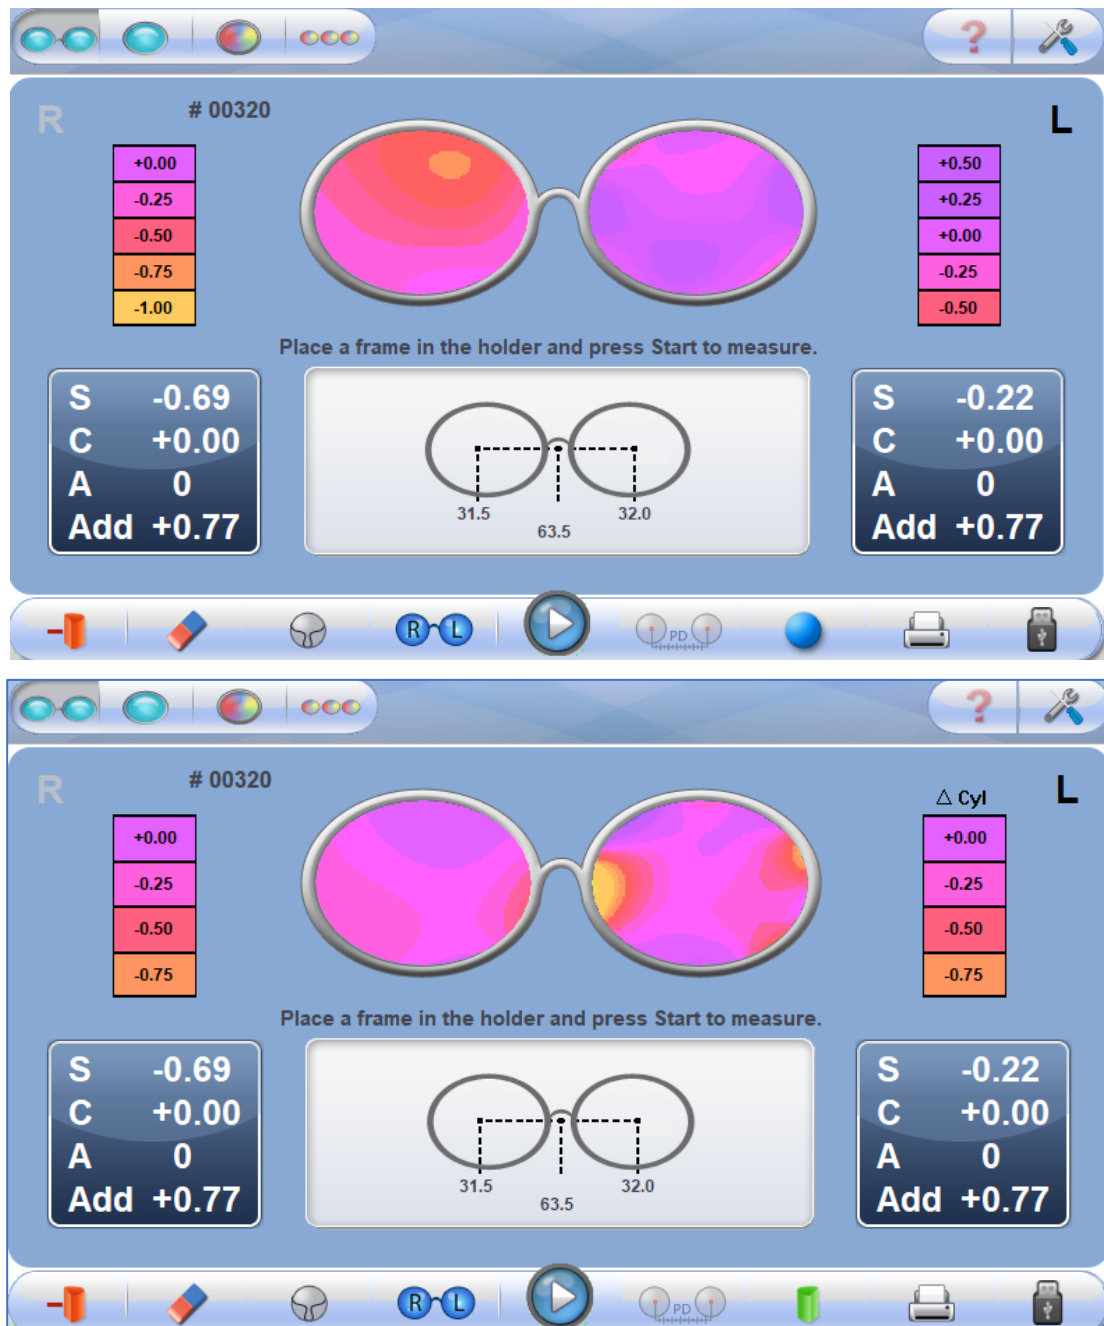 # 00320
R
L
+0.00
-0.25
-0.50
-0.75
-1.00
+0.50
+0.25
+0.00
-0.25
-0.50
Place a frame in the holder and press Start to measure.
S -0.69
C +0.00
A 0
Add +0.77
31.5
32.0
63.5
S -0.22
C +0.00
A 0
Add +0.77
R L
PD
?
# 00320
R
L
△ Cyl
+0.00
-0.25
-0.50
-0.75
+0.00
-0.25
-0.50
-0.75
Place a frame in the holder and press Start to measure.
S -0.69
C +0.00
A 0
Add +0.77
31.5
32.0
63.5
S -0.22
C +0.00
A 0
Add +0.77
R L
PD
?